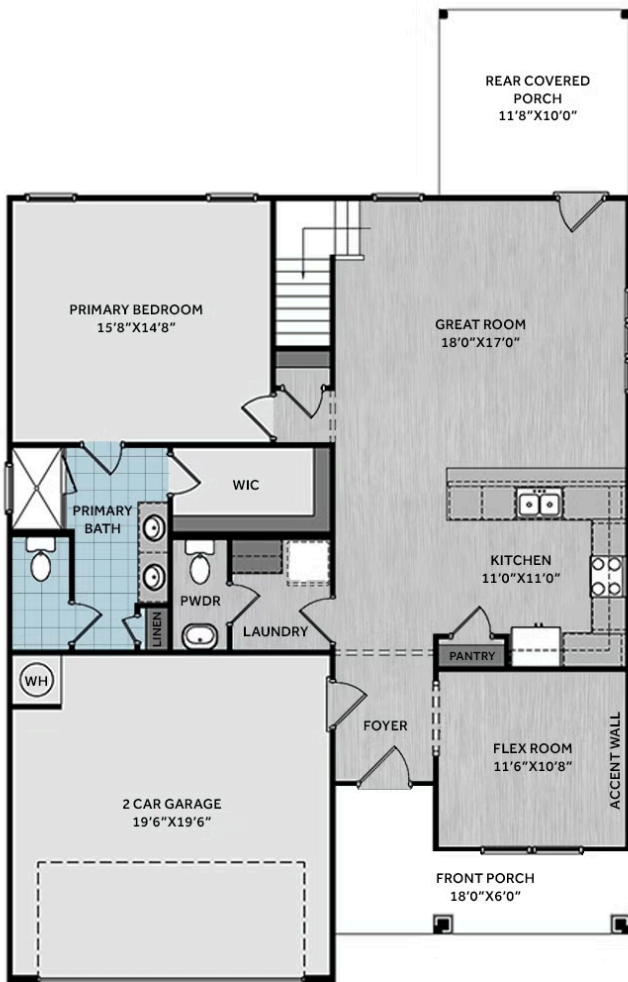 REAR COVERED
PORCH
11'8"X10'0"
PRIMARY BEDROOM
15'8"X14'8"
GREAT ROOM
18'0"X17'0"
WIC
PRIMARY
BATH
KITCHEN
11'0"X11'0"
PWDR
LINEN
LAUNDRY
PANTRY
WH
FOYER
FLEX ROOM
11'6"X10'8"
ACCENT WALL
2 CAR GARAGE
19'6"X19'6"
FRONT PORCH
18'0"X6'0"